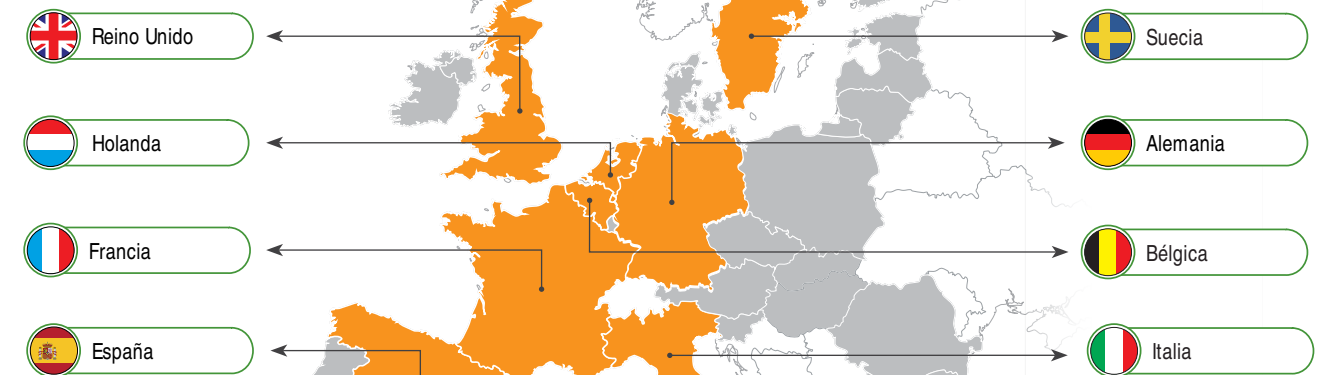 Reino Unido
Suecia
Holanda
Alemania
Francia
Bélgica
España
Italia